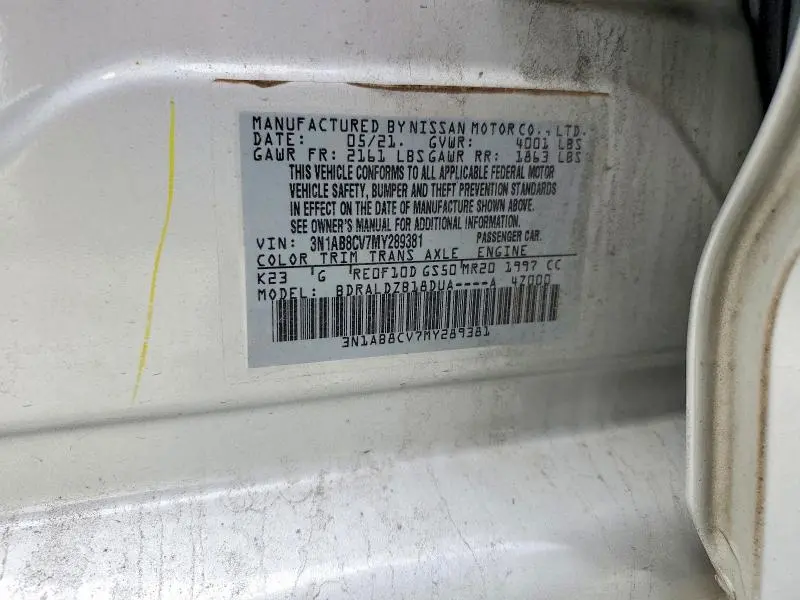 MANUFACTURED BY NISSAN MOTOR CO., LTD.
DATE: 05/21. GVWR: 4001 LBS
GAWR FR: 2161 LBS GAWR RR: 1863 LBS
THIS VEHICLE CONFORMS TO ALL APPLICABLE FEDERAL MOTOR
VEHICLE SAFETY, BUMPER AND THEFT PREVENTION STANDARDS
IN EFFECT ON THE DATE OF MANUFACTURE SHOWN ABOVE.
SEE OWNER'S MANUAL FOR ADDITIONAL INFORMATION.
VIN: 3N1AB8CV7MY289381 PASSENGER CAR.
COLOR TRIM TRANS AXLE ENGINE
K23 G RE0F10D GS50 MR20 1997 CC
MODEL: BDRALDZB18DUA----A 4Z000
3N1AB8CV7MY289381